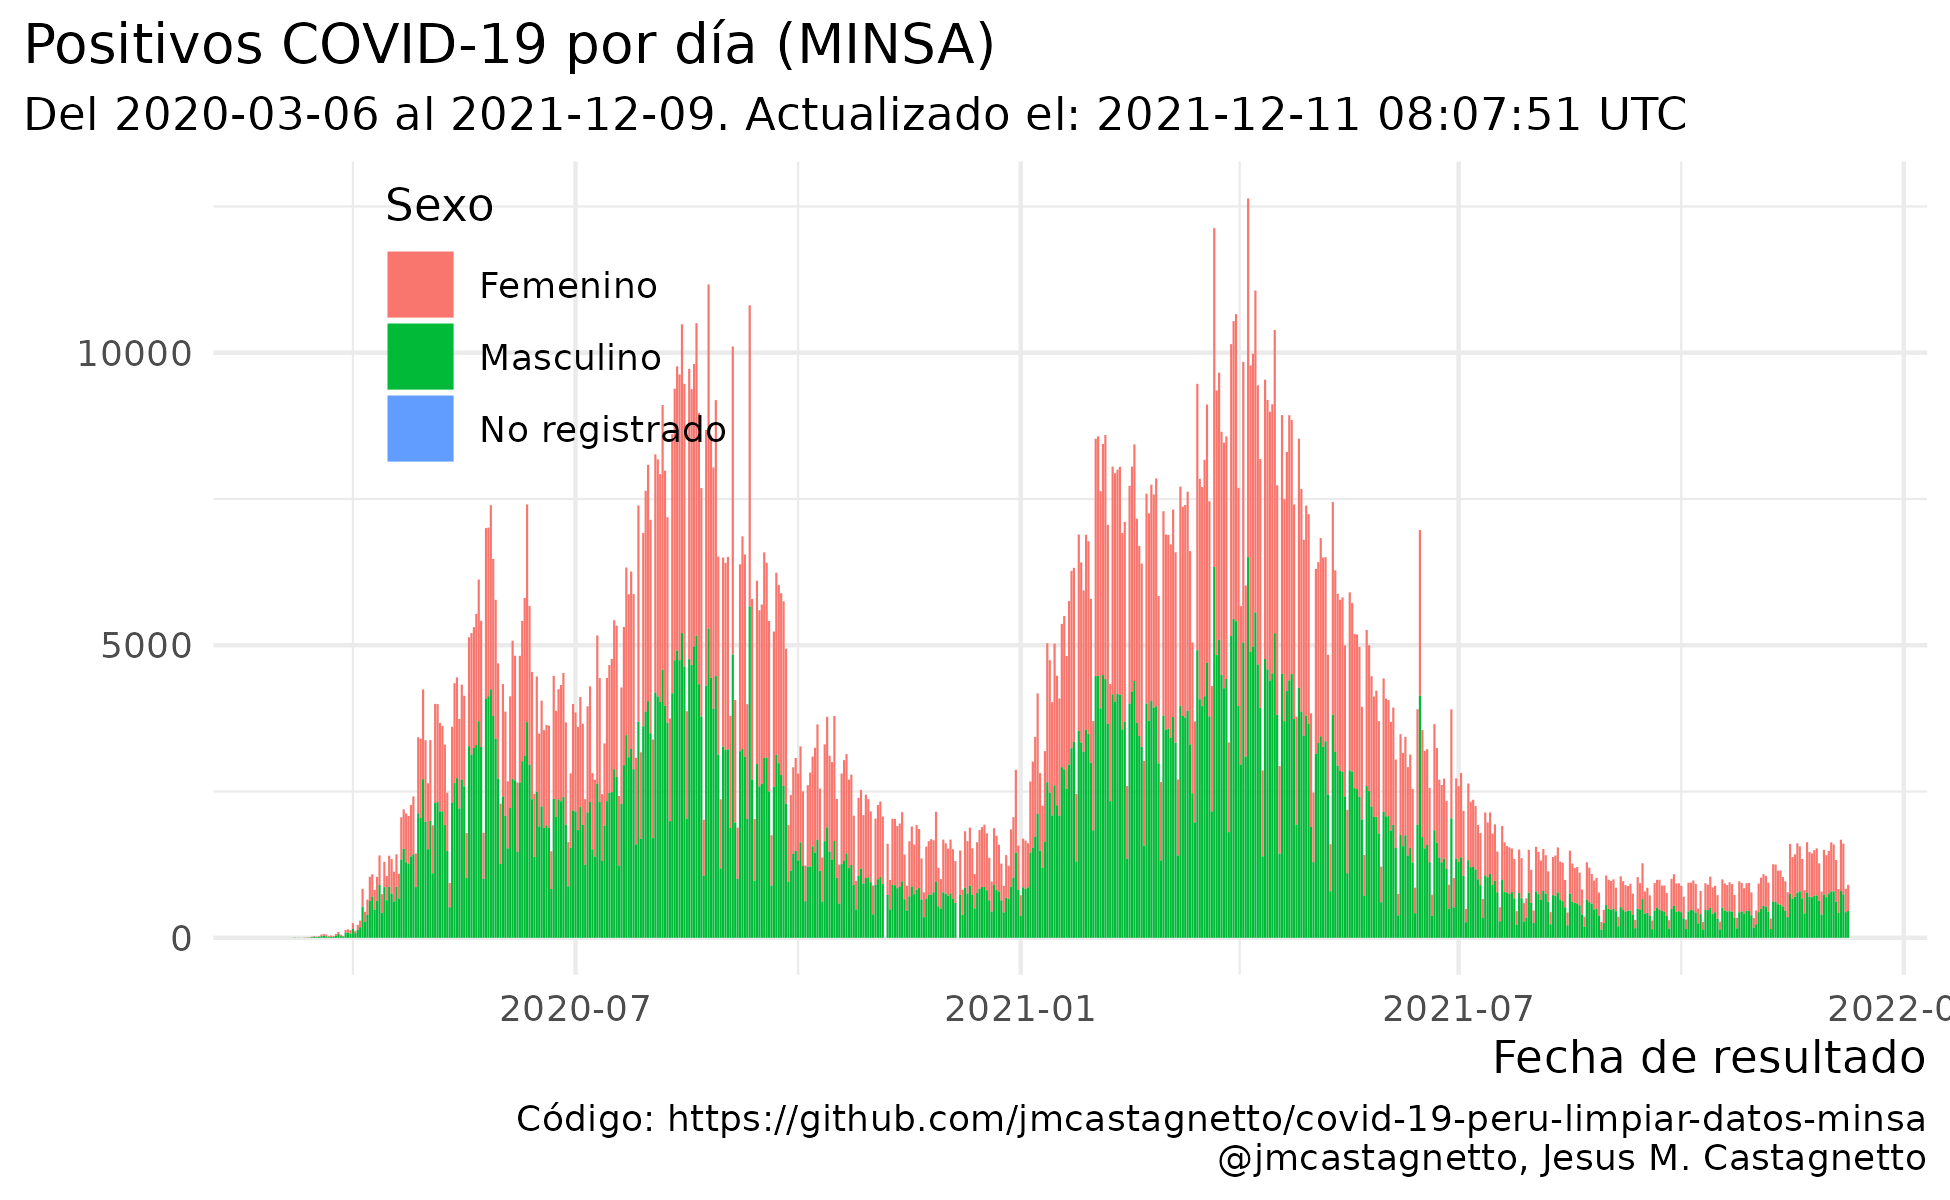 Positivos COVID-19 por día (MINSA)
Del 2020-03-06 al 2021-12-09. Actualizado el: 2021-12-11 08:07:51 UTC
Sexo
Femenino
Masculino
No registrado
10000
5000
0
2020-07 2021-01 2021-07 2022-0
Fecha de resultado
Código: https://github.com/jmcastagnetto/covid-19-peru-limpiar-datos-minsa
@jmcastagnetto, Jesus M. Castagnetto